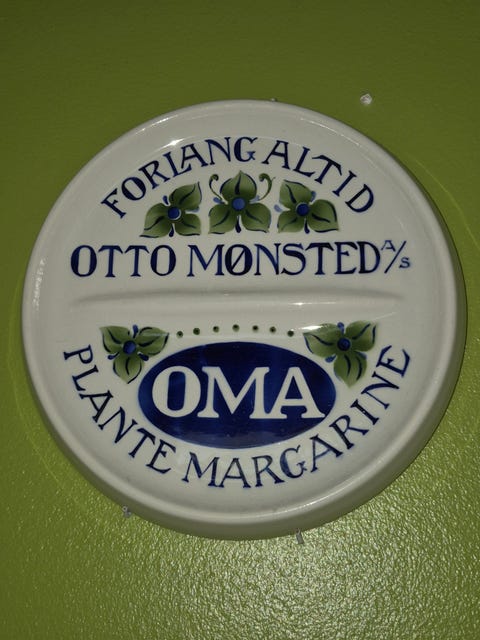 FORLANG ALTID
OTTO MØNSTED A/S
OMA
PLANTE MARGARINE